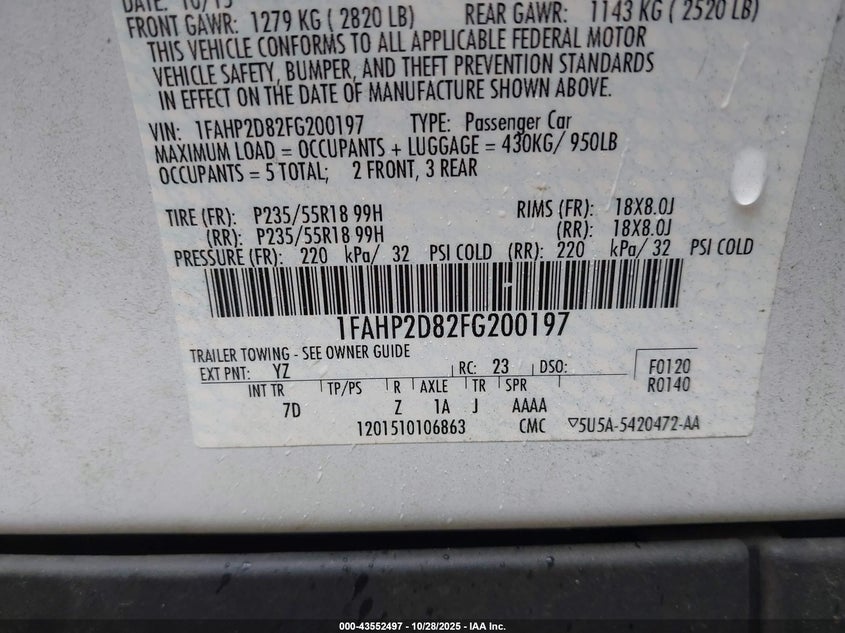 DATE: 10/15
FRONT GAWR: 1279 KG ( 2820 LB) REAR GAWR: 1143 KG ( 2520 LB)
THIS VEHICLE CONFORMS TO ALL APPLICABLE FEDERAL MOTOR
VEHICLE SAFETY, BUMPER, AND THEFT PREVENTION STANDARDS
IN EFFECT ON THE DATE OF MANUFACTURE SHOWN ABOVE.
VIN: 1FAHP2D82FG200197 TYPE: Passenger Car
MAXIMUM LOAD = OCCUPANTS + LUGGAGE = 430KG/ 950LB
OCCUPANTS = 5 TOTAL; 2 FRONT, 3 REAR
TIRE (FR): P235/55R18 99H RIMS (FR): 18X8.0J
(RR): P235/55R18 99H (RR): 18X8.0J
PRESSURE (FR): 220 kPa/ 32 PSI COLD (RR): 220 kPa/ 32 PSI COLD
1FAHP2D82FG200197
TRAILER TOWING - SEE OWNER GUIDE
EXT PNT: YZ RC: 23 DSO: F0120
INT TR TP/PS R AXLE TR SPR R0140
7D Z 1A J AAAA
1201510106863 CMC ▽5U5A-5420472-AA
000-43552497 - 10/28/2025 - IAA Inc.